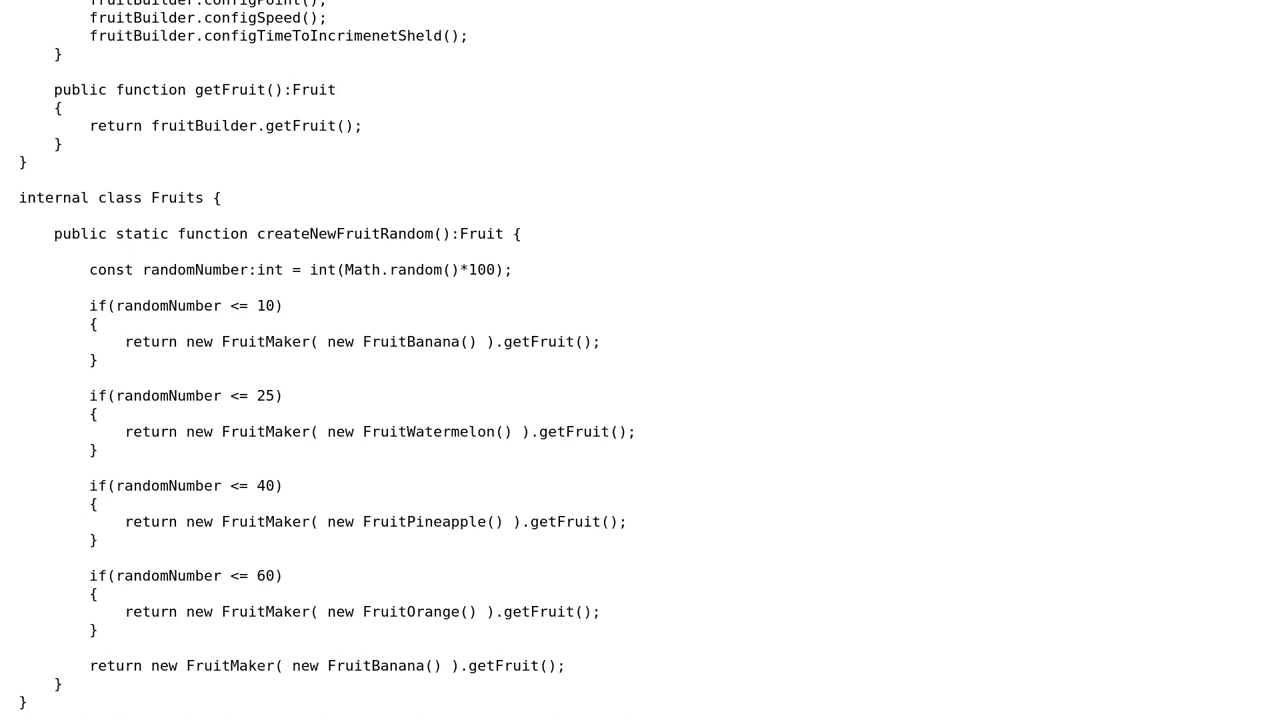 fruitBuilder.configPoint();
fruitBuilder.configSpeed();
fruitBuilder.configTimeToIncrimenetSheld();
}
public function getFruit():Fruit
{
return fruitBuilder.getFruit();
}
}
internal class Fruits {
public static function createNewFruitRandom():Fruit {
const randomNumber:int = int(Math.random()*100);
if(randomNumber <= 10)
{
return new FruitMaker( new FruitBanana() ).getFruit();
}
if(randomNumber <= 25)
{
return new FruitMaker( new FruitWatermelon() ).getFruit();
}
if(randomNumber <= 40)
{
return new FruitMaker( new FruitPineapple() ).getFruit();
}
if(randomNumber <= 60)
{
return new FruitMaker( new FruitOrange() ).getFruit();
}
return new FruitMaker( new FruitBanana() ).getFruit();
}
}